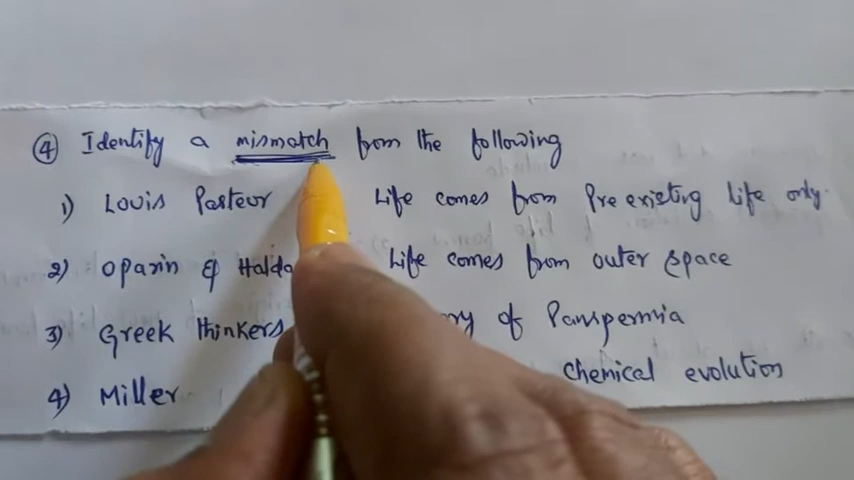 ④ Identify a mismatch from the following
1) Louis Pasteur Life comes from Pre existing life only.
2) Oparin & Life comes from outer space
3) Greek thinkers of Panspermia
4) Miller chemical evolution